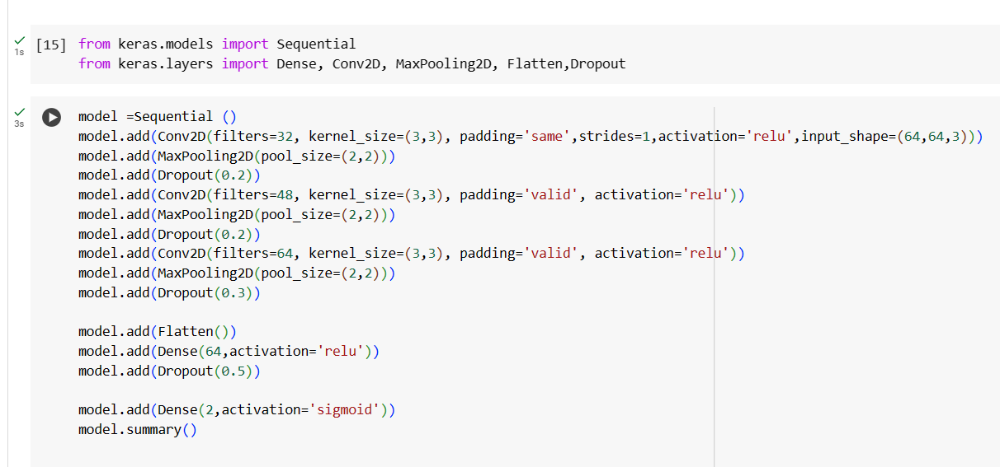 [15] from keras.models import Sequential
1s
from keras.layers import Dense, Conv2D, MaxPooling2D, Flatten,Dropout
3s
model =Sequential ()
model.add(Conv2D(filters=32, kernel_size=(3,3), padding='same',strides=1,activation='relu',input_shape=(64,64,3)))
model.add(MaxPooling2D(pool_size=(2,2)))
model.add(Dropout(0.2))
model.add(Conv2D(filters=48, kernel_size=(3,3), padding='valid', activation='relu'))
model.add(MaxPooling2D(pool_size=(2,2)))
model.add(Dropout(0.2))
model.add(Conv2D(filters=64, kernel_size=(3,3), padding='valid', activation='relu'))
model.add(MaxPooling2D(pool_size=(2,2)))
model.add(Dropout(0.3))
model.add(Flatten())
model.add(Dense(64,activation='relu'))
model.add(Dropout(0.5))
model.add(Dense(2,activation='sigmoid'))
model.summary()